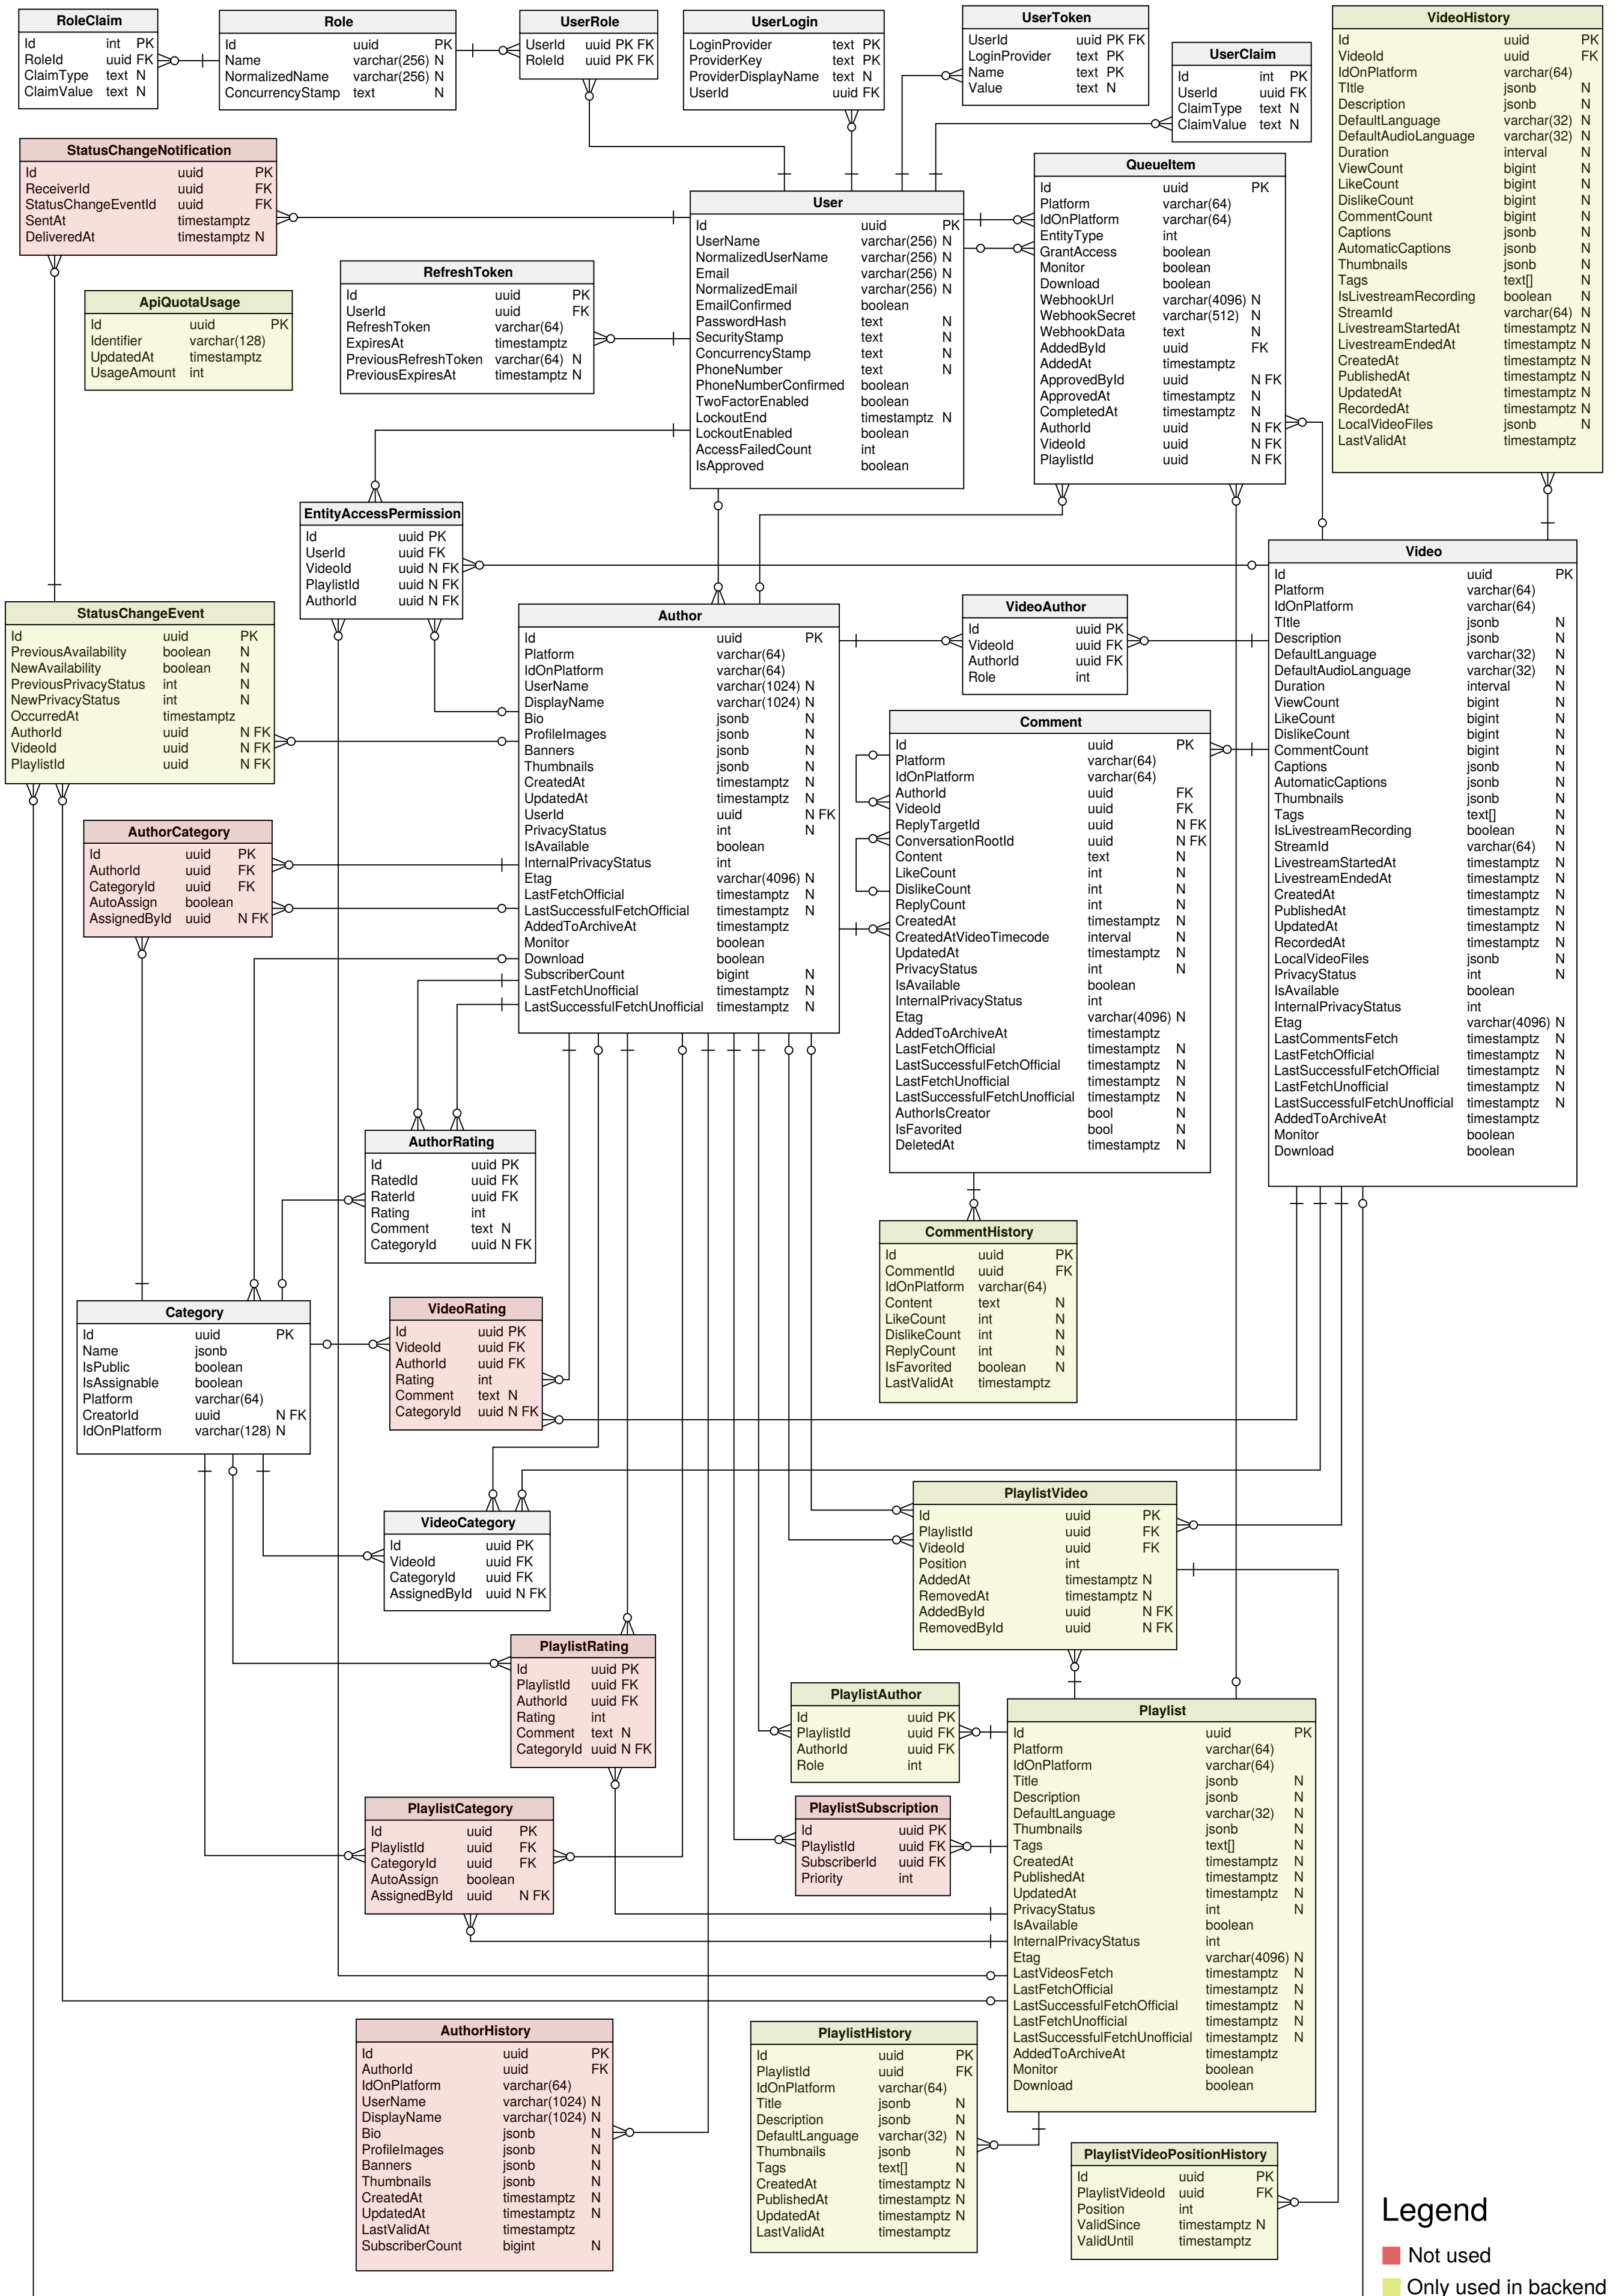 RoleClaim
Id int PK
RoleId uuid FK
ClaimType text N
ClaimValue text N
Role
Id uuid PK
Name varchar(256) N
NormalizedName varchar(256) N
ConcurrencyStamp text N
UserRole
UserId uuid PK FK
RoleId uuid PK FK
UserLogin
LoginProvider text PK
ProviderKey text PK
ProviderDisplayName text N
UserId uuid FK
UserToken
UserId uuid PK FK
LoginProvider text PK
Name text PK
Value text N
UserClaim
Id int PK
UserId uuid FK
ClaimType text N
ClaimValue text N
VideoHistory
Id uuid PK
VideoId uuid FK
IdOnPlatform varchar(64)
TItle jsonb N
Description jsonb N
DefaultLanguage varchar(32) N
DefaultAudioLanguage varchar(32) N
Duration interval N
ViewCount bigint N
LikeCount bigint N
DislikeCount bigint N
CommentCount bigint N
Captions jsonb N
AutomaticCaptions jsonb N
Thumbnails jsonb N
Tags text[] N
IsLivestreamRecording boolean N
StreamId varchar(64) N
LivestreamStartedAt timestamptz N
LivestreamEndedAt timestamptz N
CreatedAt timestamptz N
PublishedAt timestamptz N
UpdatedAt timestamptz N
RecordedAt timestamptz N
LocalVideoFiles jsonb N
LastValidAt timestamptz
StatusChangeNotification
Id uuid PK
ReceiverId uuid FK
StatusChangeEventId uuid FK
SentAt timestamptz
DeliveredAt timestamptz N
User
Id uuid PK
UserName varchar(256) N
NormalizedUserName varchar(256) N
Email varchar(256) N
NormalizedEmail varchar(256) N
EmailConfirmed boolean
PasswordHash text N
SecurityStamp text N
ConcurrencyStamp text N
PhoneNumber text N
PhoneNumberConfirmed boolean
TwoFactorEnabled boolean
LockoutEnd timestamptz N
LockoutEnabled boolean
AccessFailedCount int
IsApproved boolean
QueueItem
Id uuid PK
Platform varchar(64)
IdOnPlatform varchar(64)
EntityType int
GrantAccess boolean
Monitor boolean
Download boolean
WebhookUrl varchar(4096) N
WebhookSecret varchar(512) N
WebhookData text N
AddedById uuid FK
AddedAt timestamptz
ApprovedById uuid N FK
ApprovedAt timestamptz N
CompletedAt timestamptz N
AuthorId uuid N FK
VideoId uuid N FK
PlaylistId uuid N FK
RefreshToken
Id uuid PK
UserId uuid FK
RefreshToken varchar(64)
ExpiresAt timestamptz
PreviousRefreshToken varchar(64) N
PreviousExpiresAt timestamptz N
ApiQuotaUsage
Id uuid PK
Identifier varchar(128)
UpdatedAt timestamptz
UsageAmount int
EntityAccessPermission
Id uuid PK
UserId uuid FK
VideoId uuid N FK
PlaylistId uuid N FK
AuthorId uuid N FK
StatusChangeEvent
Id uuid PK
PreviousAvailability boolean N
NewAvailability boolean N
PreviousPrivacyStatus int N
NewPrivacyStatus int N
OccurredAt timestamptz
AuthorId uuid N FK
VideoId uuid N FK
PlaylistId uuid N FK
Author
Id uuid PK
Platform varchar(64)
IdOnPlatform varchar(64)
UserName varchar(1024) N
DisplayName varchar(1024) N
Bio jsonb N
ProfileImages jsonb N
Banners jsonb N
Thumbnails jsonb N
CreatedAt timestamptz N
UpdatedAt timestamptz N
UserId uuid N FK
PrivacyStatus int N
IsAvailable boolean
InternalPrivacyStatus int
Etag varchar(4096) N
LastFetchOfficial timestamptz N
LastSuccessfulFetchOfficial timestamptz N
AddedToArchiveAt timestamptz
Monitor boolean
Download boolean
SubscriberCount bigint N
LastFetchUnofficial timestamptz N
LastSuccessfulFetchUnofficial timestamptz N
VideoAuthor
Id uuid PK
VideoId uuid FK
AuthorId uuid FK
Role int
Video
Id uuid PK
Platform varchar(64)
IdOnPlatform varchar(64)
TItle jsonb N
Description jsonb N
DefaultLanguage varchar(32) N
DefaultAudioLanguage varchar(32) N
Duration interval N
ViewCount bigint N
LikeCount bigint N
DislikeCount bigint N
CommentCount bigint N
Captions jsonb N
AutomaticCaptions jsonb N
Thumbnails jsonb N
Tags text[] N
IsLivestreamRecording boolean N
StreamId varchar(64) N
LivestreamStartedAt timestamptz N
LivestreamEndedAt timestamptz N
CreatedAt timestamptz N
PublishedAt timestamptz N
UpdatedAt timestamptz N
RecordedAt timestamptz N
LocalVideoFiles jsonb N
PrivacyStatus int N
IsAvailable boolean
InternalPrivacyStatus int
Etag varchar(4096) N
LastCommentsFetch timestamptz N
LastFetchOfficial timestamptz N
LastSuccessfulFetchOfficial timestamptz N
LastFetchUnofficial timestamptz N
LastSuccessfulFetchUnofficial timestamptz N
AddedToArchiveAt timestamptz
Monitor boolean
Download boolean
Comment
Id uuid PK
Platform varchar(64)
IdOnPlatform varchar(64)
AuthorId uuid FK
VideoId uuid FK
ReplyTargetId uuid N FK
ConversationRootId uuid N FK
Content text N
LikeCount int N
DislikeCount int N
ReplyCount int N
CreatedAt timestamptz N
CreatedAtVideoTimecode interval N
UpdatedAt timestamptz N
PrivacyStatus int N
IsAvailable boolean
InternalPrivacyStatus int
Etag varchar(4096) N
AddedToArchiveAt timestamptz
LastFetchOfficial timestamptz N
LastSuccessfulFetchOfficial timestamptz N
LastFetchUnofficial timestamptz N
LastSuccessfulFetchUnofficial timestamptz N
AuthorIsCreator bool N
IsFavorited bool N
DeletedAt timestamptz N
AuthorCategory
Id uuid PK
AuthorId uuid FK
CategoryId uuid FK
AutoAssign boolean
AssignedById uuid N FK
AuthorRating
Id uuid PK
RatedId uuid FK
RaterId uuid FK
Rating int
Comment text N
CategoryId uuid N FK
CommentHistory
Id uuid PK
CommentId uuid FK
IdOnPlatform varchar(64)
Content text N
LikeCount int N
DislikeCount int N
ReplyCount int N
IsFavorited boolean N
LastValidAt timestamptz
Category
Id uuid PK
Name jsonb
IsPublic boolean
IsAssignable boolean
Platform varchar(64)
CreatorId uuid N FK
IdOnPlatform varchar(128) N
VideoRating
Id uuid PK
VideoId uuid FK
AuthorId uuid FK
Rating int
Comment text N
CategoryId uuid N FK
VideoCategory
Id uuid PK
VideoId uuid FK
CategoryId uuid FK
AssignedById uuid N FK
PlaylistVideo
Id uuid PK
PlaylistId uuid FK
VideoId uuid FK
Position int
AddedAt timestamptz N
RemovedAt timestamptz N
AddedById uuid N FK
RemovedById uuid N FK
PlaylistRating
Id uuid PK
PlaylistId uuid FK
AuthorId uuid FK
Rating int
Comment text N
CategoryId uuid N FK
PlaylistAuthor
Id uuid PK
PlaylistId uuid FK
AuthorId uuid FK
Role int
Playlist
Id uuid PK
Platform varchar(64)
IdOnPlatform varchar(64)
Title jsonb N
Description jsonb N
DefaultLanguage varchar(32) N
Thumbnails jsonb N
Tags text[] N
CreatedAt timestamptz N
PublishedAt timestamptz N
UpdatedAt timestamptz N
PrivacyStatus int N
IsAvailable boolean
InternalPrivacyStatus int
Etag varchar(4096) N
LastVideosFetch timestamptz N
LastFetchOfficial timestamptz N
LastSuccessfulFetchOfficial timestamptz N
LastFetchUnofficial timestamptz N
LastSuccessfulFetchUnofficial timestamptz N
AddedToArchiveAt timestamptz
Monitor boolean
Download boolean
PlaylistCategory
Id uuid PK
PlaylistId uuid FK
CategoryId uuid FK
AutoAssign boolean
AssignedById uuid N FK
PlaylistSubscription
Id uuid PK
PlaylistId uuid FK
SubscriberId uuid FK
Priority int
AuthorHistory
Id uuid PK
AuthorId uuid FK
IdOnPlatform varchar(64)
UserName varchar(1024) N
DisplayName varchar(1024) N
Bio jsonb N
ProfileImages jsonb N
Banners jsonb N
Thumbnails jsonb N
CreatedAt timestamptz N
UpdatedAt timestamptz N
LastValidAt timestamptz
SubscriberCount bigint N
PlaylistHistory
Id uuid PK
PlaylistId uuid FK
IdOnPlatform varchar(64)
Title jsonb N
Description jsonb N
DefaultLanguage varchar(32) N
Thumbnails jsonb N
Tags text[] N
CreatedAt timestamptz N
PublishedAt timestamptz N
UpdatedAt timestamptz N
LastValidAt timestamptz
PlaylistVideoPositionHistory
Id uuid PK
PlaylistVideoId uuid FK
Position int
ValidSince timestamptz N
ValidUntil timestamptz
Legend
Not used
Only used in backend